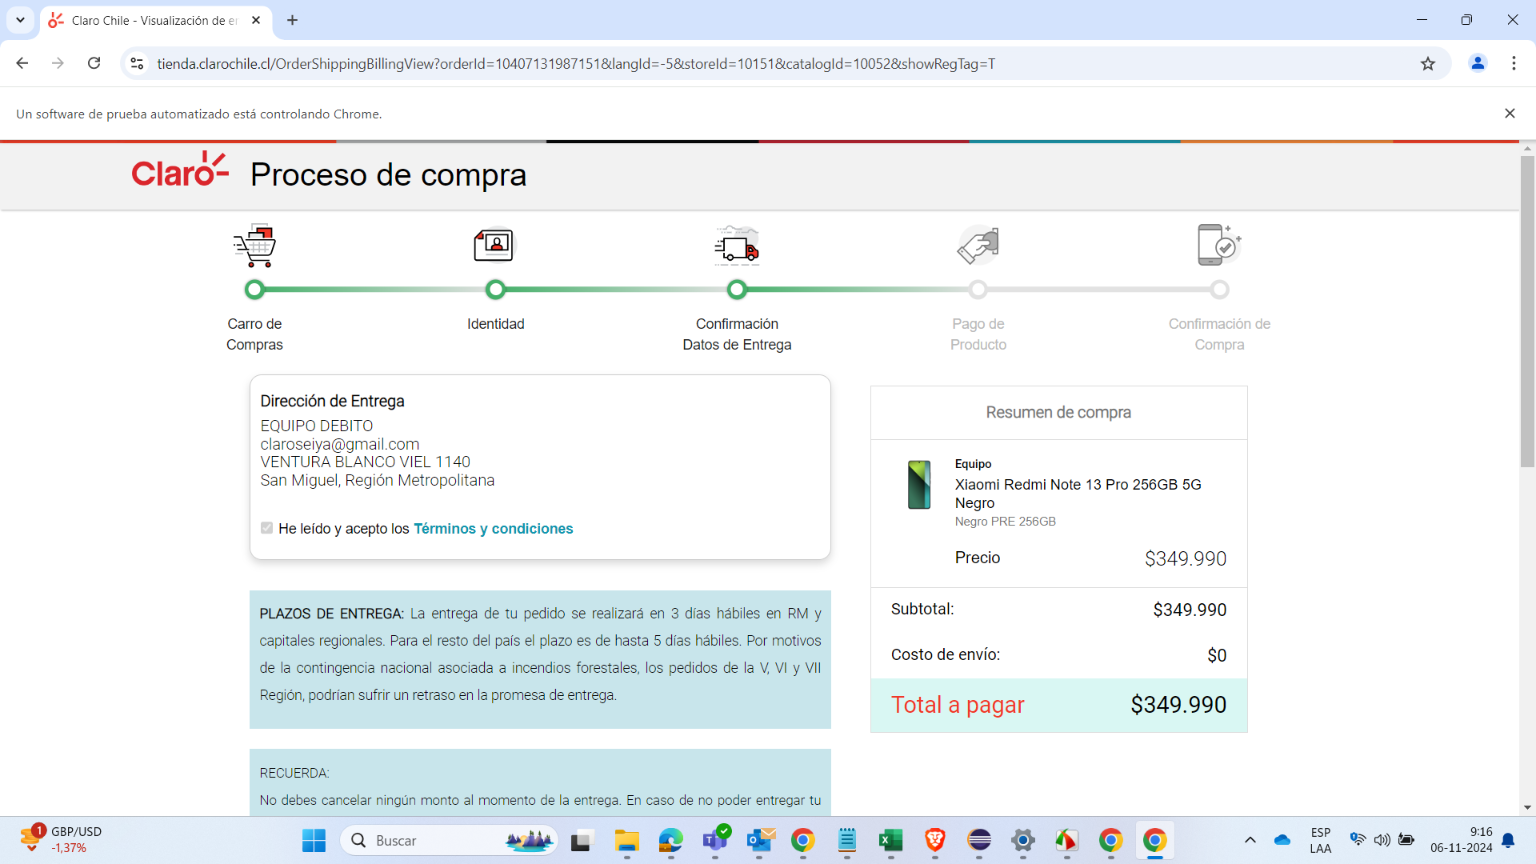 Claro Chile - Visualización de e
tienda.clarochile.cl/OrderShippingBillingView?orderId=10407131987151&langId=-5&storeId=10151&catalogId=10052&showRegTag=T
Un software de prueba automatizado está controlando Chrome.
Claro Proceso de compra
Carro de Compras
Identidad
Confirmación Datos de Entrega
Pago de Producto
Confirmación de Compra
Dirección de Entrega
EQUIPO DEBITO
claroseiya@gmail.com
VENTURA BLANCO VIEL 1140
San Miguel, Región Metropolitana
He leído y acepto los Términos y condiciones
PLAZOS DE ENTREGA: La entrega de tu pedido se realizará en 3 días hábiles en RM y
capitales regionales. Para el resto del país el plazo es de hasta 5 días hábiles. Por motivos
de la contingencia nacional asociada a incendios forestales, los pedidos de la V, VI y VII
Región, podrían sufrir un retraso en la promesa de entrega.
RECUERDA:
No debes cancelar ningún monto al momento de la entrega. En caso de no poder entregar tu
Resumen de compra
Equipo
Xiaomi Redmi Note 13 Pro 256GB 5G
Negro
Negro PRE 256GB
Precio $349.990
Subtotal: $349.990
Costo de envío: $0
Total a pagar $349.990
1
GBP/USD
-1,37%
Buscar
ESP
LAA
9:16
06-11-2024